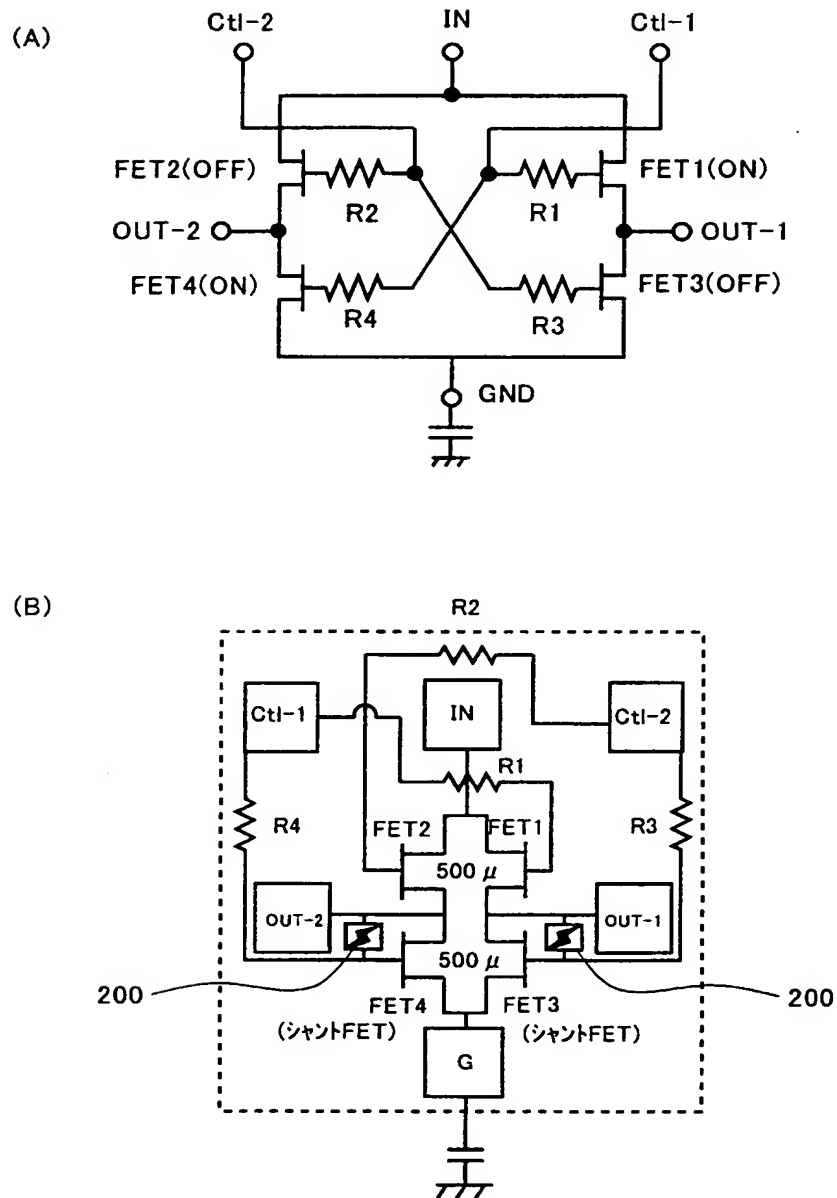 (A)
Ctl-2
IN
Ctl-1
FET2(OFF)
R2
R1
FET1(ON)
OUT-2
OUT-1
FET4(ON)
R4
R3
FET3(OFF)
GND
(B)
R2
Ctl-1
IN
Ctl-2
R1
R4
FET2
FET1
R3
500 μ
OUT-2
OUT-1
500 μ
200
200
FET4
FET3
(シャントFET)
(シャントFET)
G